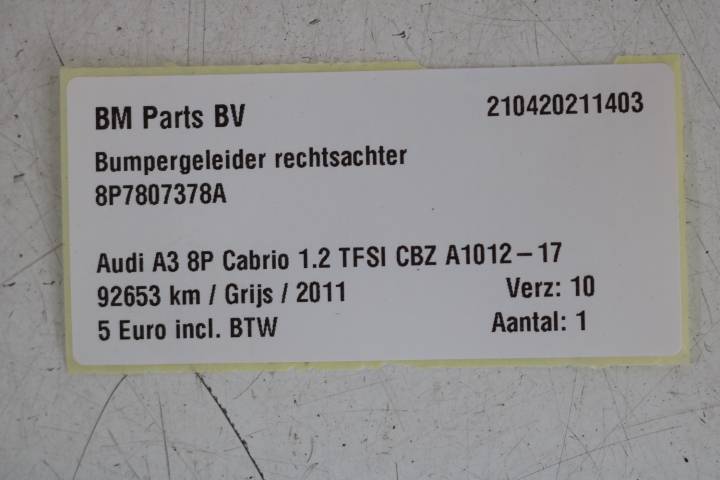 BM Parts BV 210420211403
Bumpergeleider rechtsachter
8P7807378A
Audi A3 8P Cabrio 1.2 TFSI CBZ A1012-17
92653 km / Grijs / 2011 Verz: 10
5 Euro incl. BTW Aantal: 1